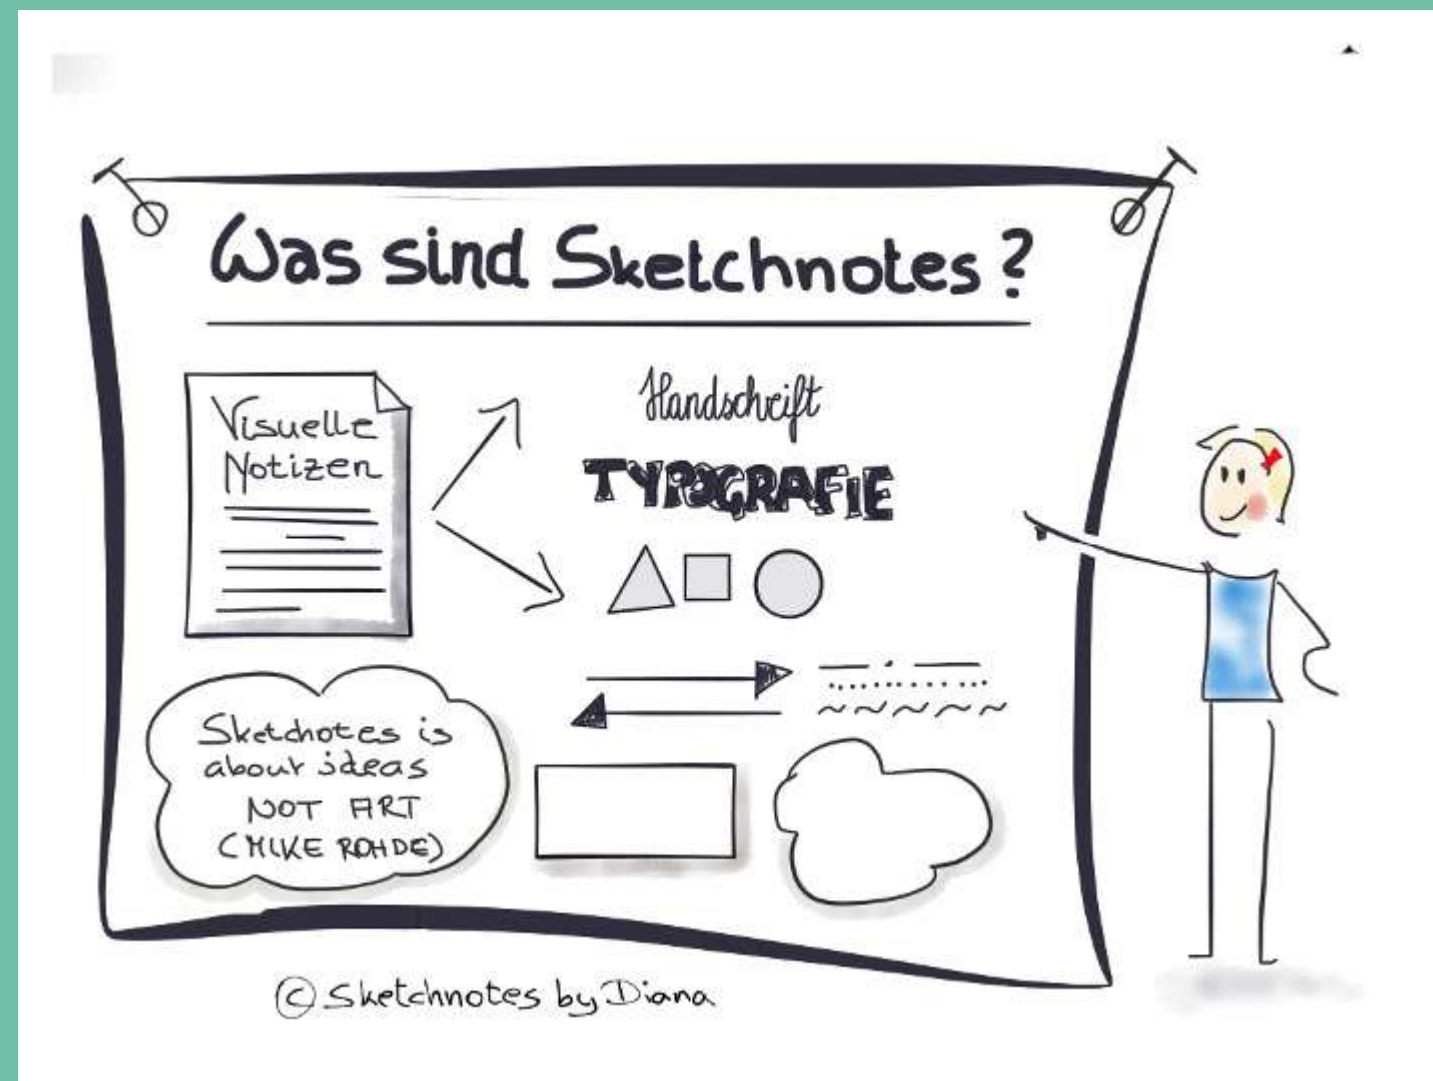 Was sind Sketchnotes?
Visuelle
Notizen
Handschrift
TYPOGRAFIE
Sketchnotes is
about ideas
NOT ART
(MIKE ROHDE)
© Sketchnotes by Diana